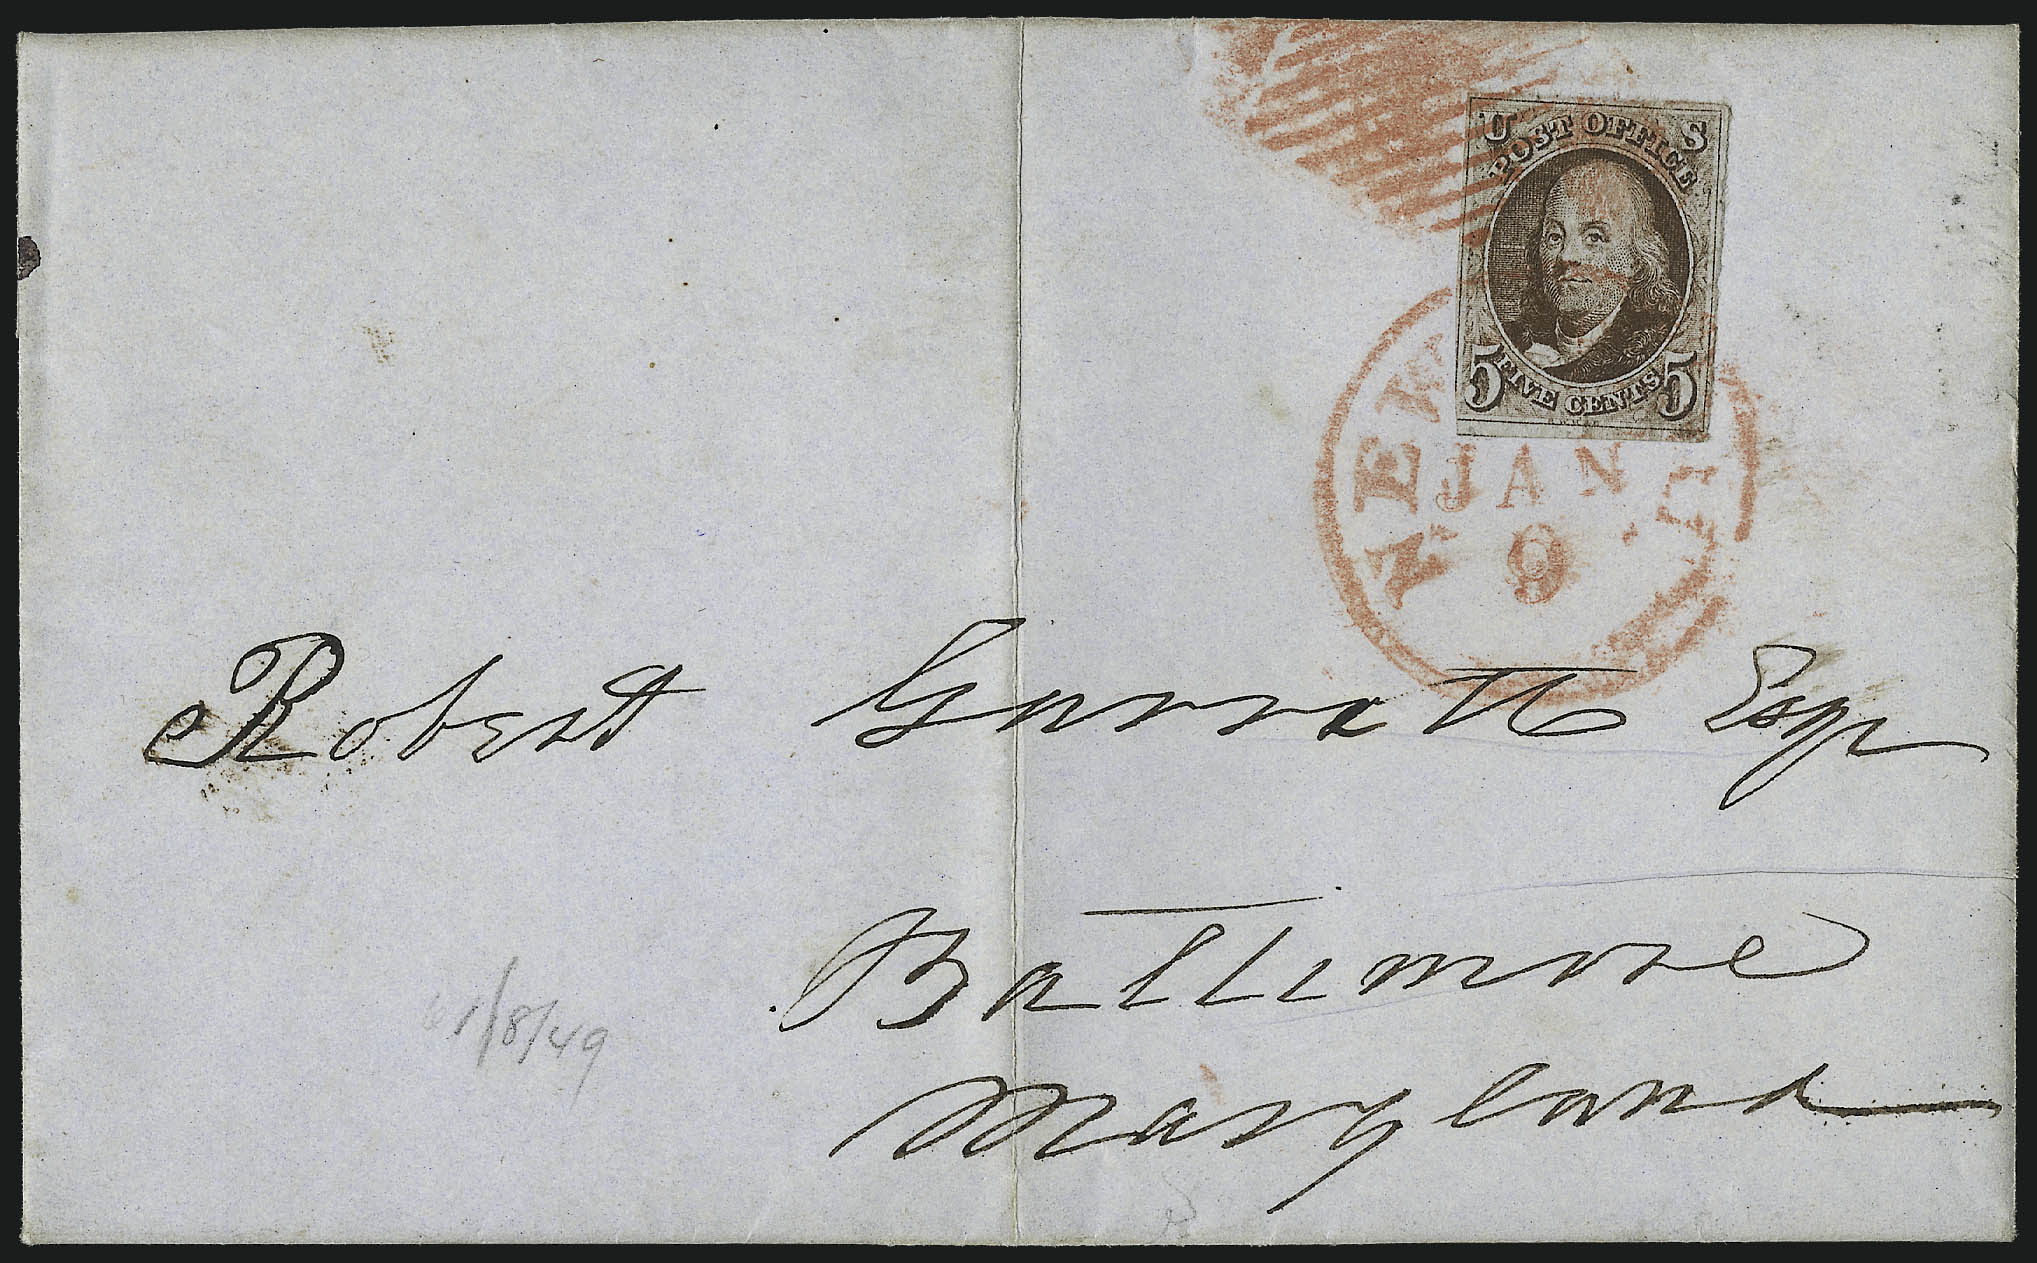 U S
POST OFFICE
5 FIVE CENTS 5
NEW
JAN
9
Robert Garrett Esqr
Baltimore
Maryland
1/8/49